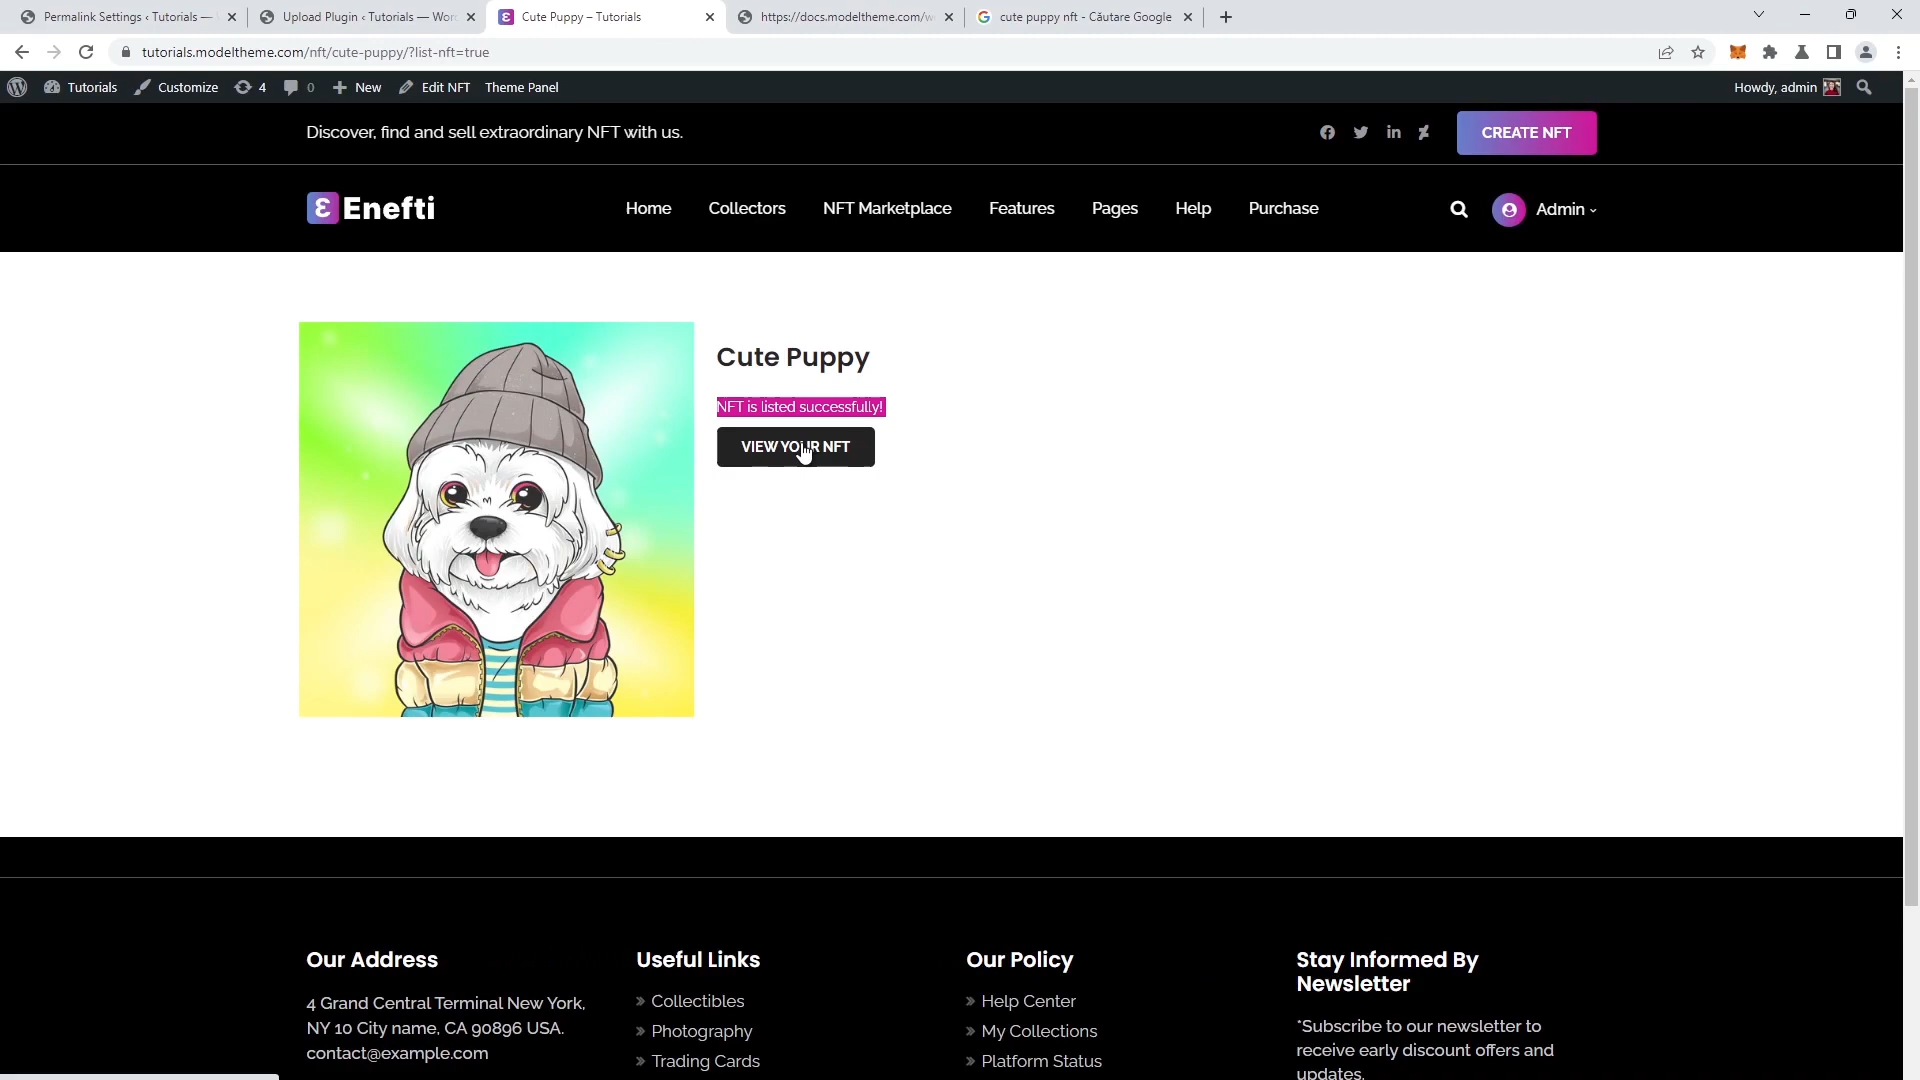 Permalink Settings ‹ Tutorials —
Upload Plugin ‹ Tutorials — Wor
Cute Puppy – Tutorials
https://docs.modeltheme.com/w
cute puppy nft - Căutare Google
tutorials.modeltheme.com/nft/cute-puppy/?list-nft=true
Tutorials
Customize
4
0
New
Edit NFT
Theme Panel
Howdy, admin
Discover, find and sell extraordinary NFT with us.
CREATE NFT
Enefti
Home
Collectors
NFT Marketplace
Features
Pages
Help
Purchase
Admin
Cute Puppy
NFT is listed successfully!
VIEW YOUR NFT
Our Address
4 Grand Central Terminal New York,
NY 10 City name, CA 90896 USA.
contact@example.com
Useful Links
» Collectibles
» Photography
» Trading Cards
Our Policy
» Help Center
» My Collections
» Platform Status
Stay Informed By
Newsletter
*Subscribe to our newsletter to
receive early discount offers and
updates.